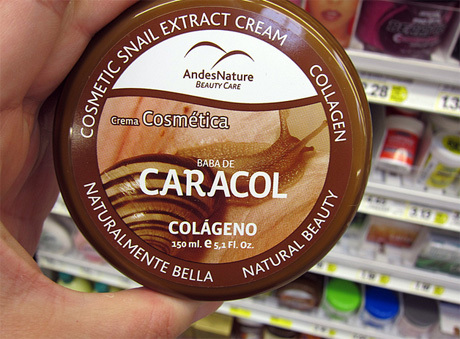 COSMETIC SNAIL EXTRACT CREAM
COLLAGEN
AndesNature
BEAUTY CARE
Crema Cosmética
BABA DE
CARACOL
COLÁGENO
150 ml. e 5,1 Fl. Oz.
NATURALMENTE BELLA
NATURAL BEAUTY